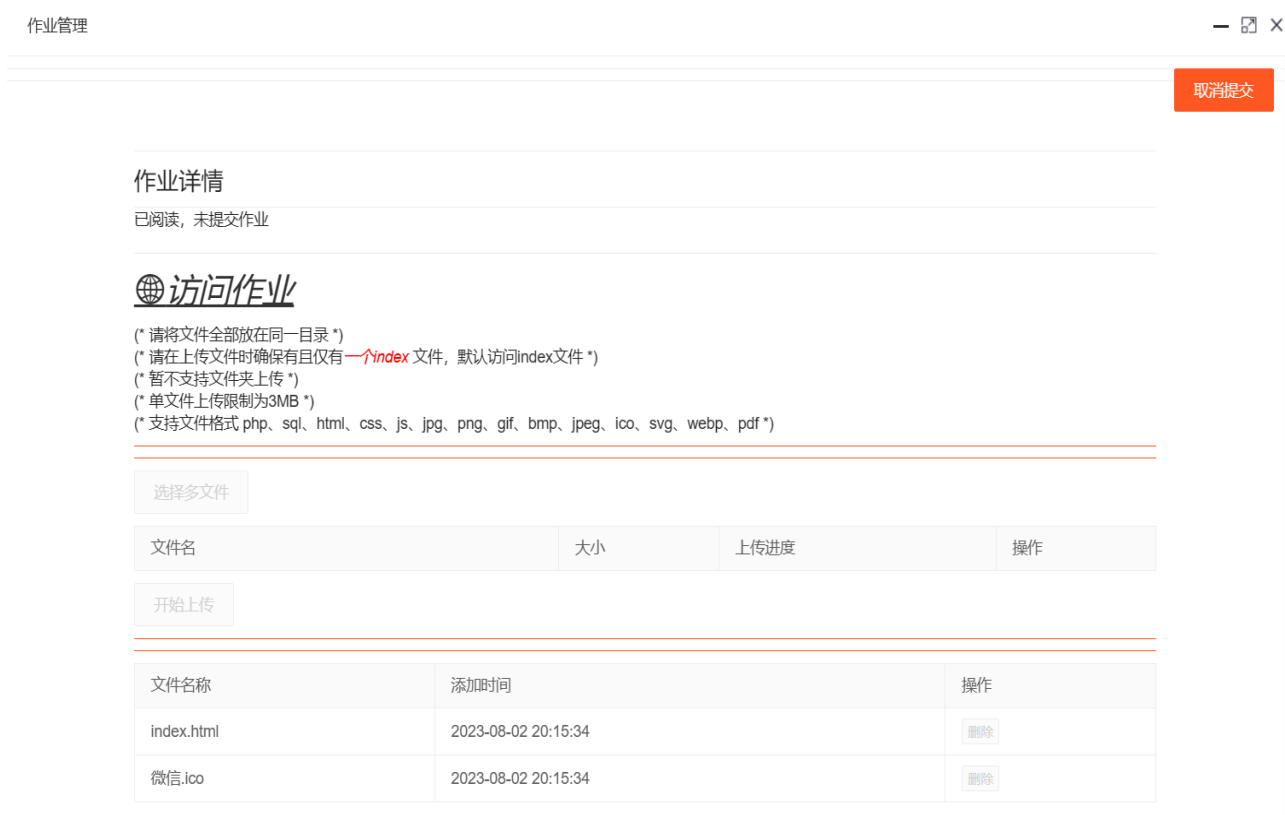 作业管理
取消提交
作业详情
已阅读，未提交作业
访问作业
(* 请将文件全部放在同一目录 *)
(* 请在上传文件时确保有且仅有一个index 文件，默认访问index文件 *)
(* 暂不支持文件夹上传 *)
(* 单文件上传限制为3MB *)
(* 支持文件格式 php、sql、html、css、js、jpg、png、gif、bmp、jpeg、ico、svg、webp、pdf *)
选择多文件
文件名 大小 上传进度 操作
开始上传
文件名称 添加时间 操作
index.html 2023-08-02 20:15:34 删除
微信.ico 2023-08-02 20:15:34 删除